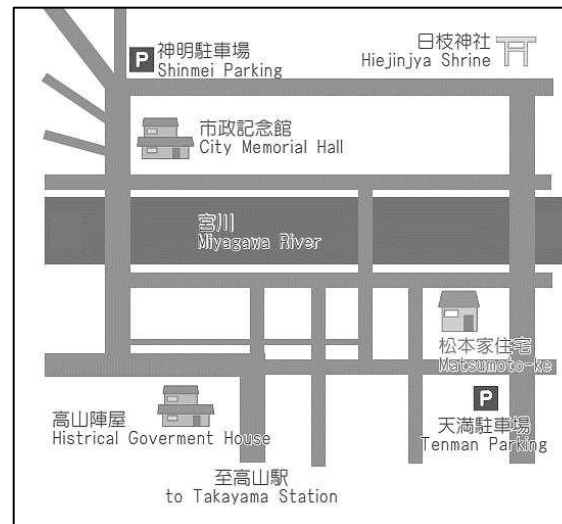 P 神明駐車場
Shinmei Parking
日枝神社
Hiejinjya Shrine
市政記念館
City Memorial Hall
宮川
Miyagawa River
松本家住宅
Matsumoto-ke
高山陣屋
Histrical Goverment House
P
天満駐車場
Tenman Parking
至高山駅
to Takayama Station